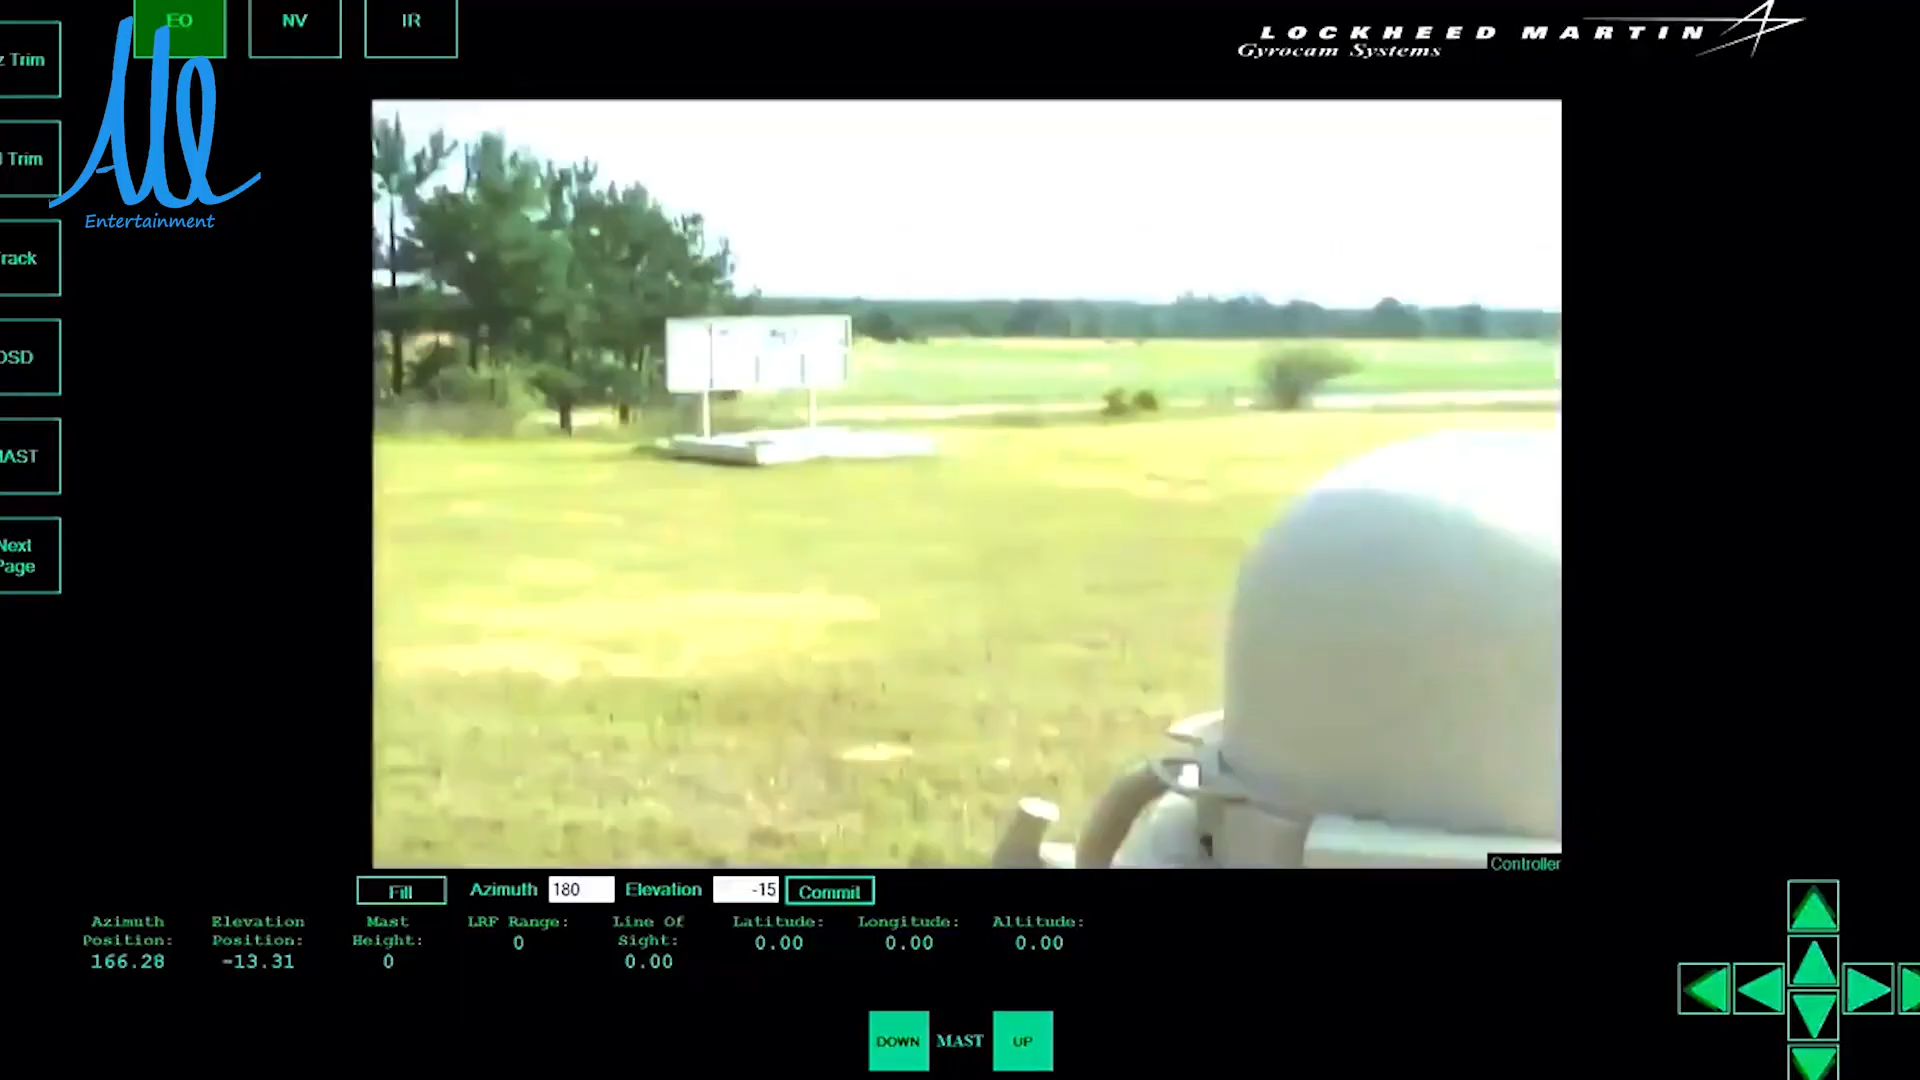 EO
NV
IR
LOCKHEED MARTIN
Gyrocam Systems
z Trim
Trim
Entertainment
rack
OSD
MAST
Next
Page
Controller
Fill
Azimuth 180 Elevation -15 Commit
Azimuth
Position:
166.28
Elevation
Position:
-13.31
Mast
Height:
0
LRF Range:
0
Line Of
Sight:
0.00
Latitude:
0.00
Longitude:
0.00
Altitude:
0.00
DOWN MAST UP